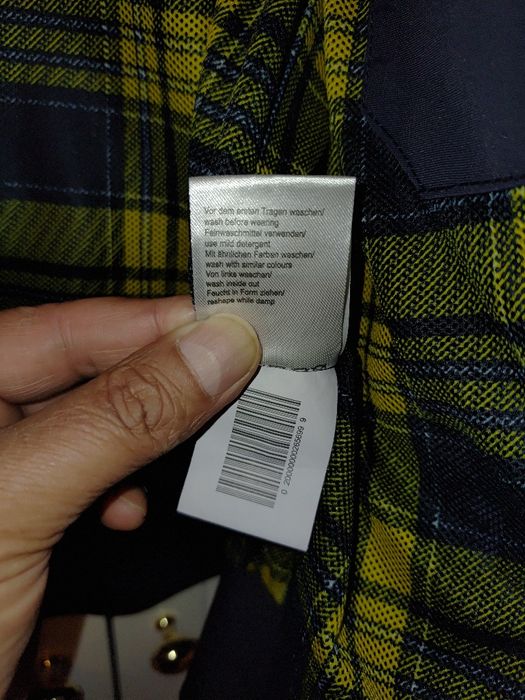 Vor dem ersten Tragen waschen/
wash before wearing
Feinwaschmittel verwenden/
use mild detergent
Mit ähnlichen Farben waschen/
wash with similar colours
Von links waschen/
wash inside out
Feucht in Form ziehen/
reshape while damp
0 20000000265699 9